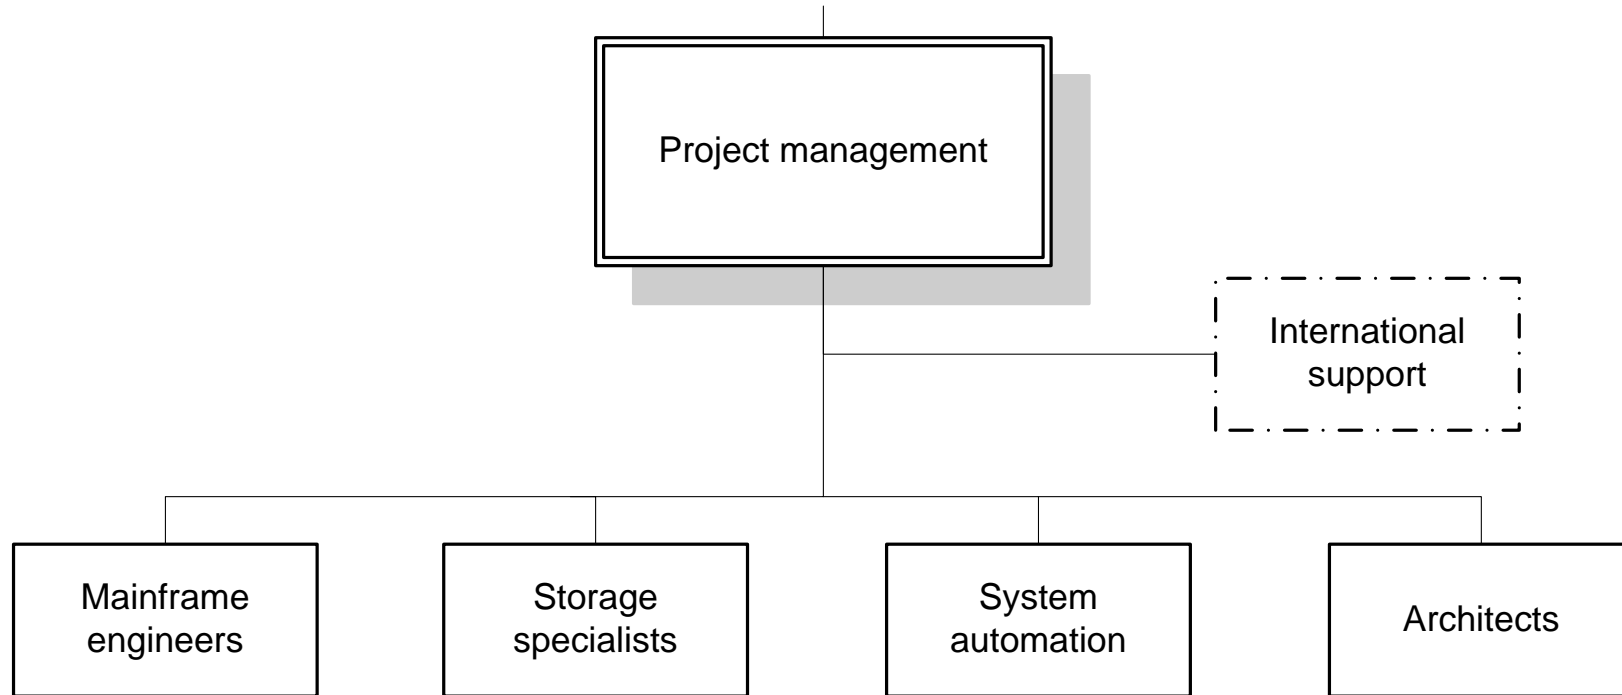 Project management
International
support
Mainframe
engineers
Storage
specialists
System
automation
Architects